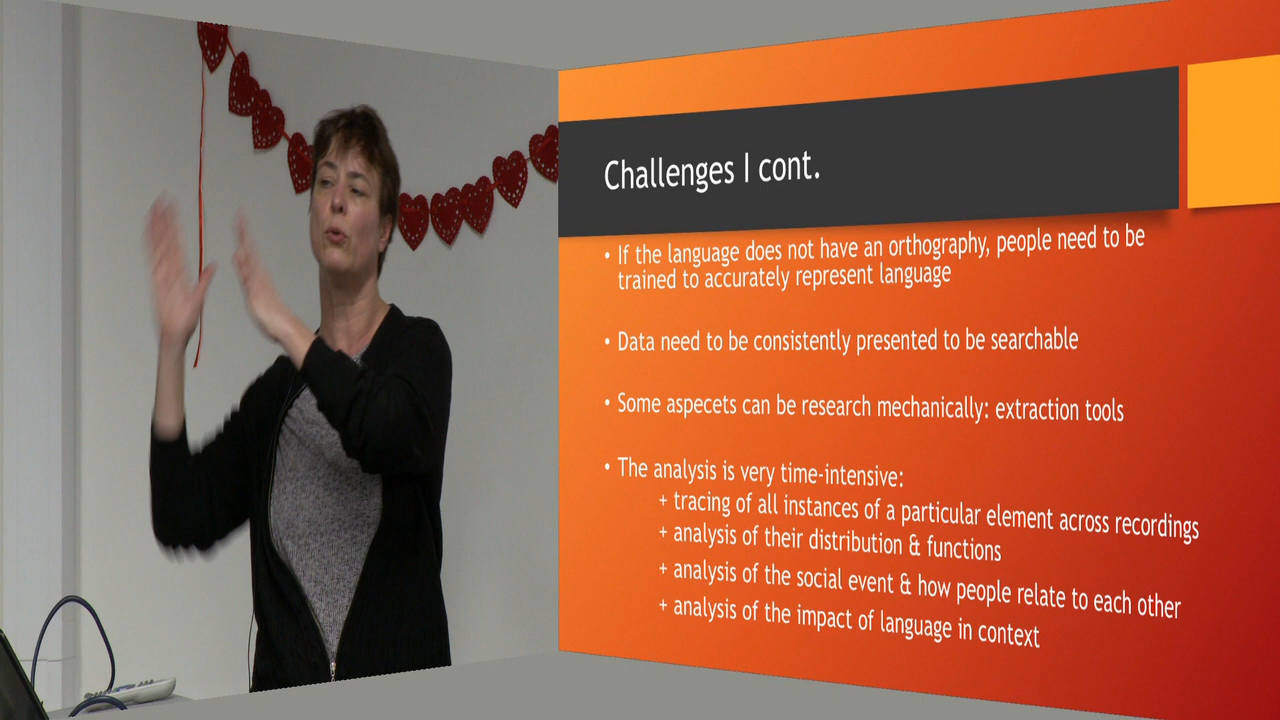 Challenges I cont.
• If the language does not have an orthography, people need to be
trained to accurately represent language
• Data need to be consistently presented to be searchable
• Some aspecets can be research mechanically: extraction tools
• The analysis is very time-intensive:
+ tracing of all instances of a particular element across recordings
+ analysis of their distribution & functions
+ analysis of the social event & how people relate to each other
+ analysis of the impact of language in context